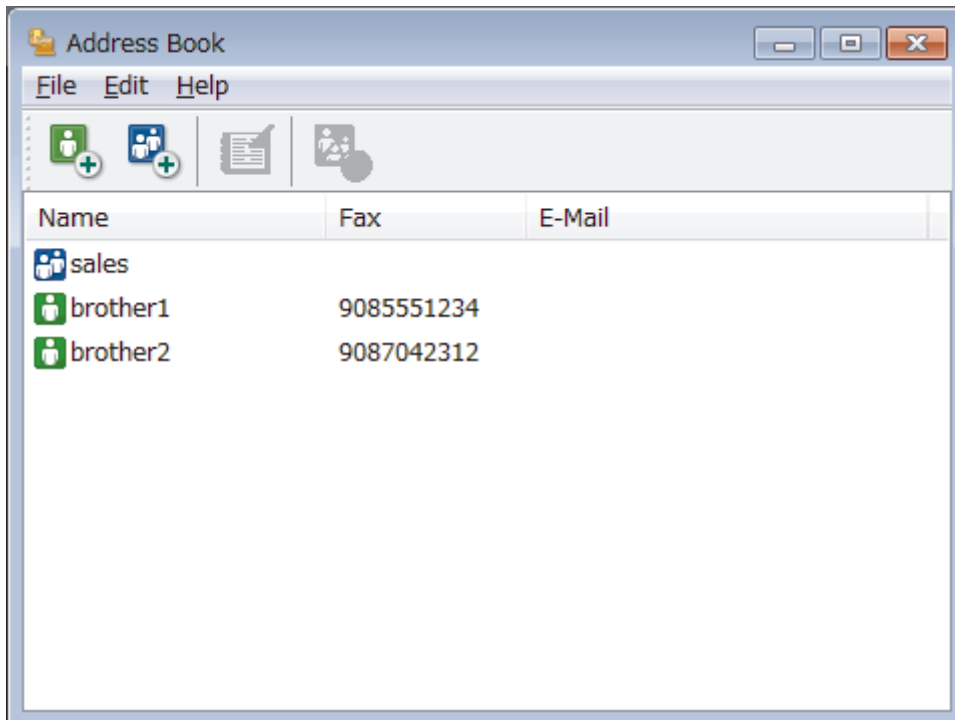 Address Book
File Edit Help
Name Fax E-Mail
sales
brother1 9085551234
brother2 9087042312